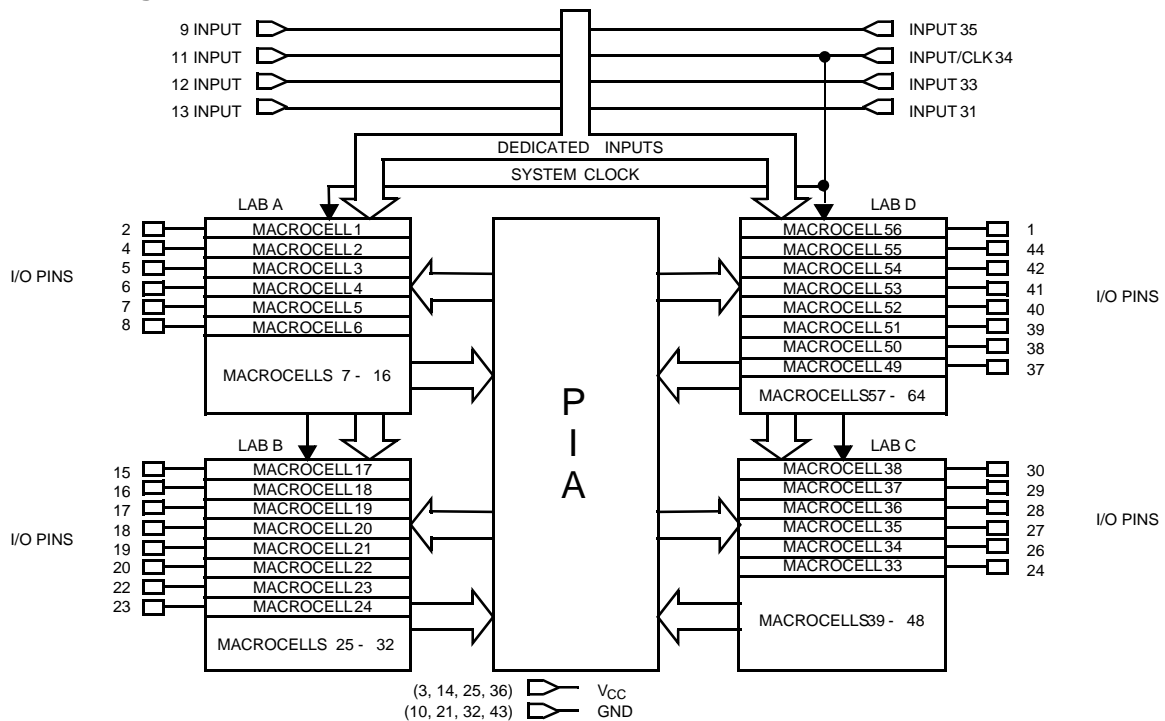 9 INPUT
11 INPUT
12 INPUT
13 INPUT
INPUT 35
INPUT/CLK 34
INPUT 33
INPUT 31
DEDICATED INPUTS
SYSTEM CLOCK
LAB A
MACROCELL 1
MACROCELL 2
MACROCELL 3
MACROCELL 4
MACROCELL 5
MACROCELL 6
MACROCELLS 7 - 16
2
4
5
6
7
8
I/O PINS
LAB D
MACROCELL 56
MACROCELL 55
MACROCELL 54
MACROCELL 53
MACROCELL 52
MACROCELL 51
MACROCELL 50
MACROCELL 49
MACROCELLS 57 - 64
1
44
42
41
40
39
38
37
I/O PINS
P
I
A
LAB B
MACROCELL 17
MACROCELL 18
MACROCELL 19
MACROCELL 20
MACROCELL 21
MACROCELL 22
MACROCELL 23
MACROCELL 24
MACROCELLS 25 - 32
15
16
17
18
19
20
22
23
I/O PINS
LAB C
MACROCELL 38
MACROCELL 37
MACROCELL 36
MACROCELL 35
MACROCELL 34
MACROCELL 33
MACROCELLS 39 - 48
30
29
28
27
26
24
I/O PINS
(3, 14, 25, 36) VCC
(10, 21, 32, 43) GND